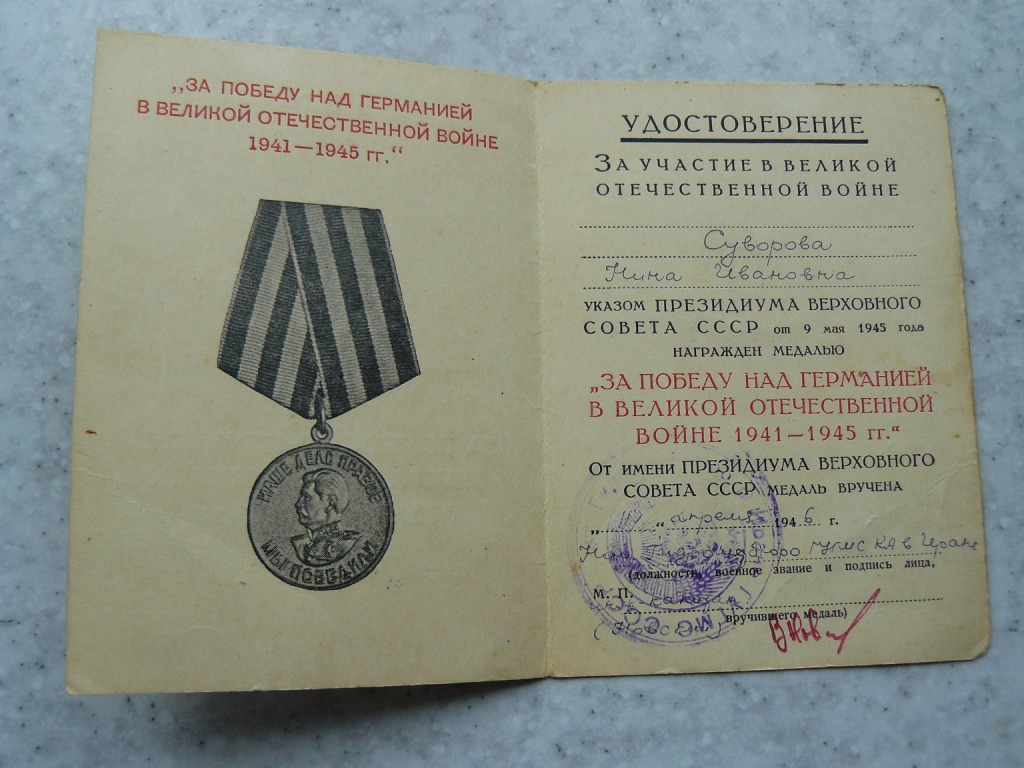 „ЗА ПОБЕДУ НАД ГЕРМАНИЕЙ
В ВЕЛИКОЙ ОТЕЧЕСТВЕННОЙ ВОЙНЕ
1941—1945 гг.“
НАШЕ ДЕЛО ПРАВОЕ
МЫ ПОБЕДИЛИ
УДОСТОВЕРЕНИЕ
ЗА УЧАСТИЕ В ВЕЛИКОЙ
ОТЕЧЕСТВЕННОЙ ВОЙНЕ
Суворова
Нина Ивановна
УКАЗОМ ПРЕЗИДИУМА ВЕРХОВНОГО
СОВЕТА СССР от 9 мая 1945 года
НАГРАЖДЕН МЕДАЛЬЮ
„ЗА ПОБЕДУ НАД ГЕРМАНИЕЙ
В ВЕЛИКОЙ ОТЕЧЕСТВЕННОЙ
ВОЙНЕ 1941—1945 гг.“
ОТ ИМЕНИ ПРЕЗИДИУМА ВЕРХОВНОГО
СОВЕТА СССР МЕДАЛЬ ВРУЧЕНА
апреля 1946 г.
ГУГМС КА в Иране
(должность, военное звание и подпись лица,
М. П.
вручившего медаль)